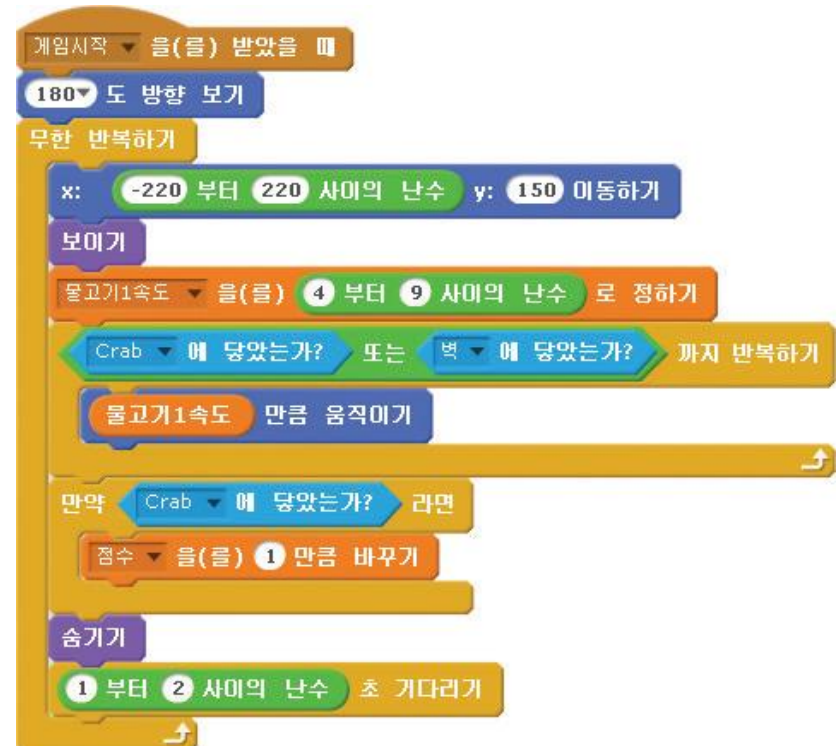 게임시작 을(를) 받았을 때
180 도 방향 보기
무한 반복하기
x: -220 부터 220 사이의 난수 y: 150 이동하기
보이기
물고기1속도 을(를) 4 부터 9 사이의 난수 로 정하기
Crab 에 닿았는가? 또는 벽 에 닿았는가? 까지 반복하기
물고기1속도 만큼 움직이기
만약 Crab 에 닿았는가? 라면
점수 을(를) 1 만큼 바꾸기
숨기기
1 부터 2 사이의 난수 초 기다리기